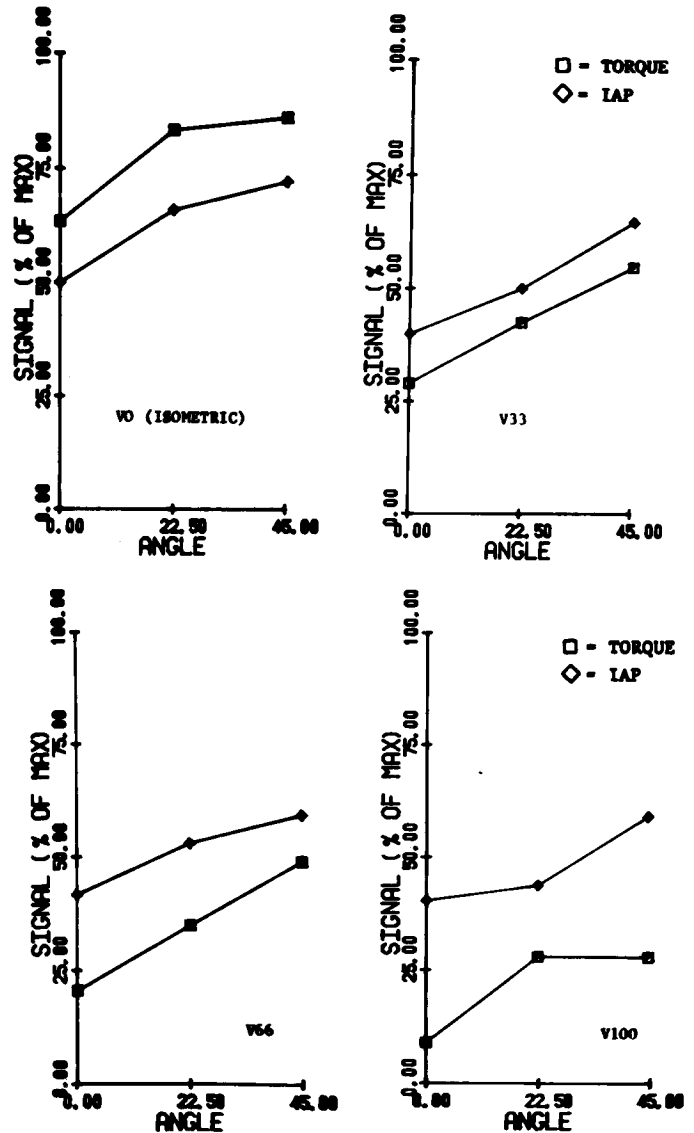 100.00
75.00
50.00
25.00
0.00
SIGNAL (% OF MAX)
VO (ISOMETRIC)
0.00 22.50 45.00
ANGLE
100.00
75.00
50.00
25.00
0.00
SIGNAL (% OF MAX)
□ = TORQUE
◇ = IAP
V33
0.00 22.50 45.00
ANGLE
100.00
75.00
50.00
25.00
0.00
SIGNAL (% OF MAX)
V66
0.00 22.50 45.00
ANGLE
100.00
75.00
50.00
25.00
0.00
SIGNAL (% OF MAX)
□ = TORQUE
◇ = IAP
V100
0.00 22.50 45.00
ANGLE